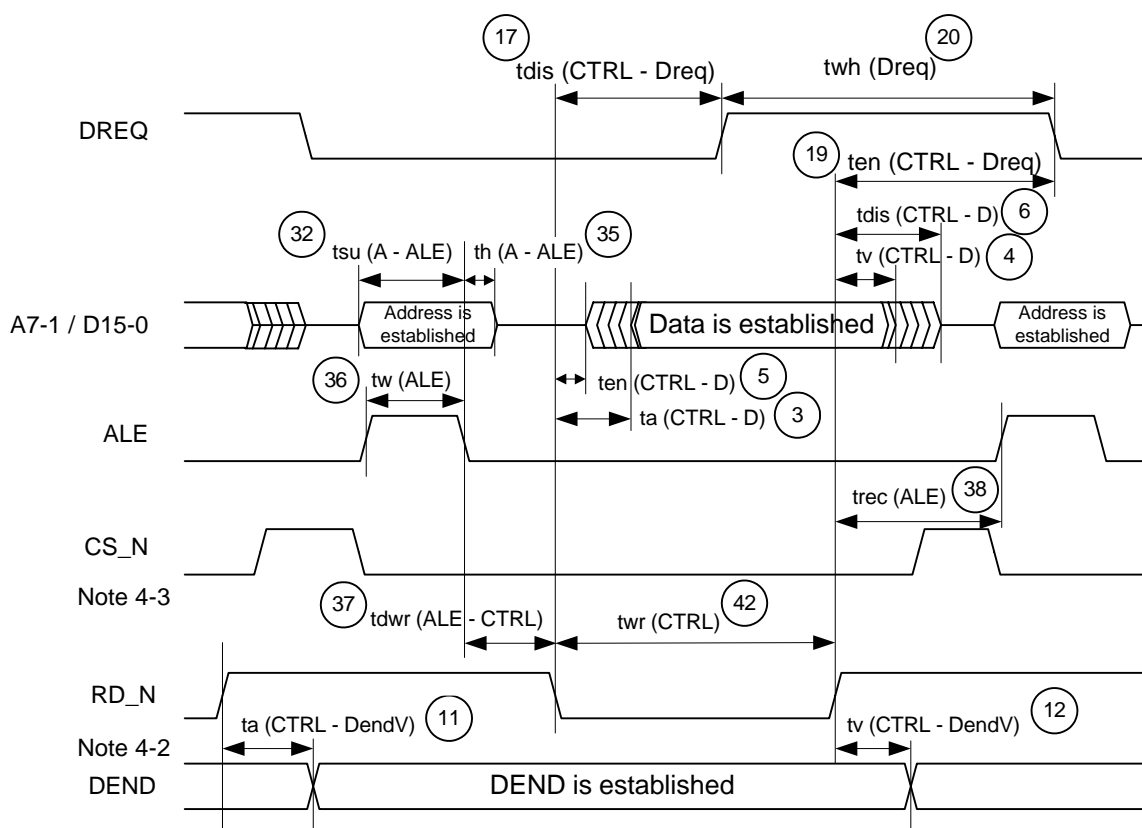 17
20
tdis (CTRL - Dreq)
twh (Dreq)
DREQ
19
ten (CTRL - Dreq)
32
35
tdis (CTRL - D)
6
tsu (A - ALE)
th (A - ALE)
tv (CTRL - D)
4
A7-1 / D15-0
Address is
established
Data is established
Address is
established
36
tw (ALE)
ten (CTRL - D)
5
ta (CTRL - D)
3
ALE
trec (ALE)
38
CS_N
Note 4-3
37
tdwr (ALE - CTRL)
twr (CTRL)
42
RD_N
ta (CTRL - DendV)
11
tv (CTRL - DendV)
12
Note 4-2
DEND
DEND is established